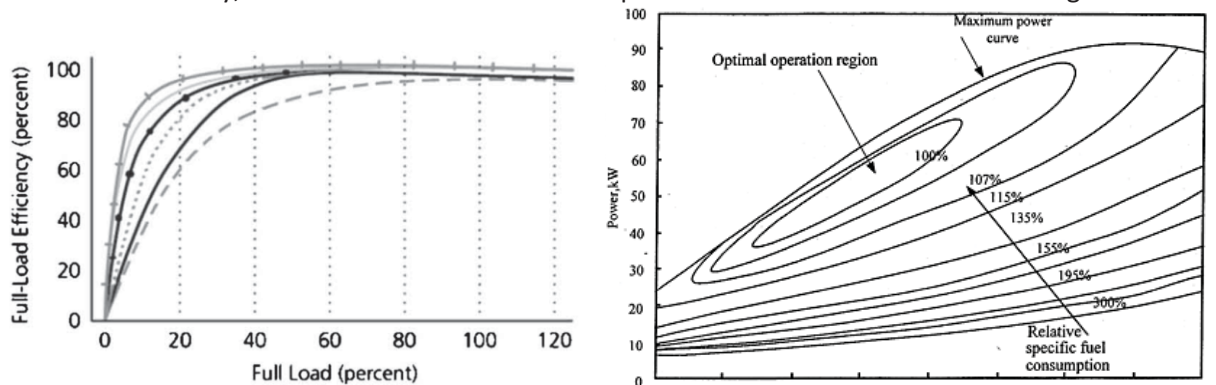 Full-Load Efficiency (percent)
100
80
60
40
20
0
0 20 40 60 80 100 120
Full Load (percent)
100
90
80
70
60
50
40
30
20
10
0
Power,kW
Maximum power
curve
Optimal operation region
100%
107%
115%
135%
155%
195%
300%
Relative
specific fuel
consumption